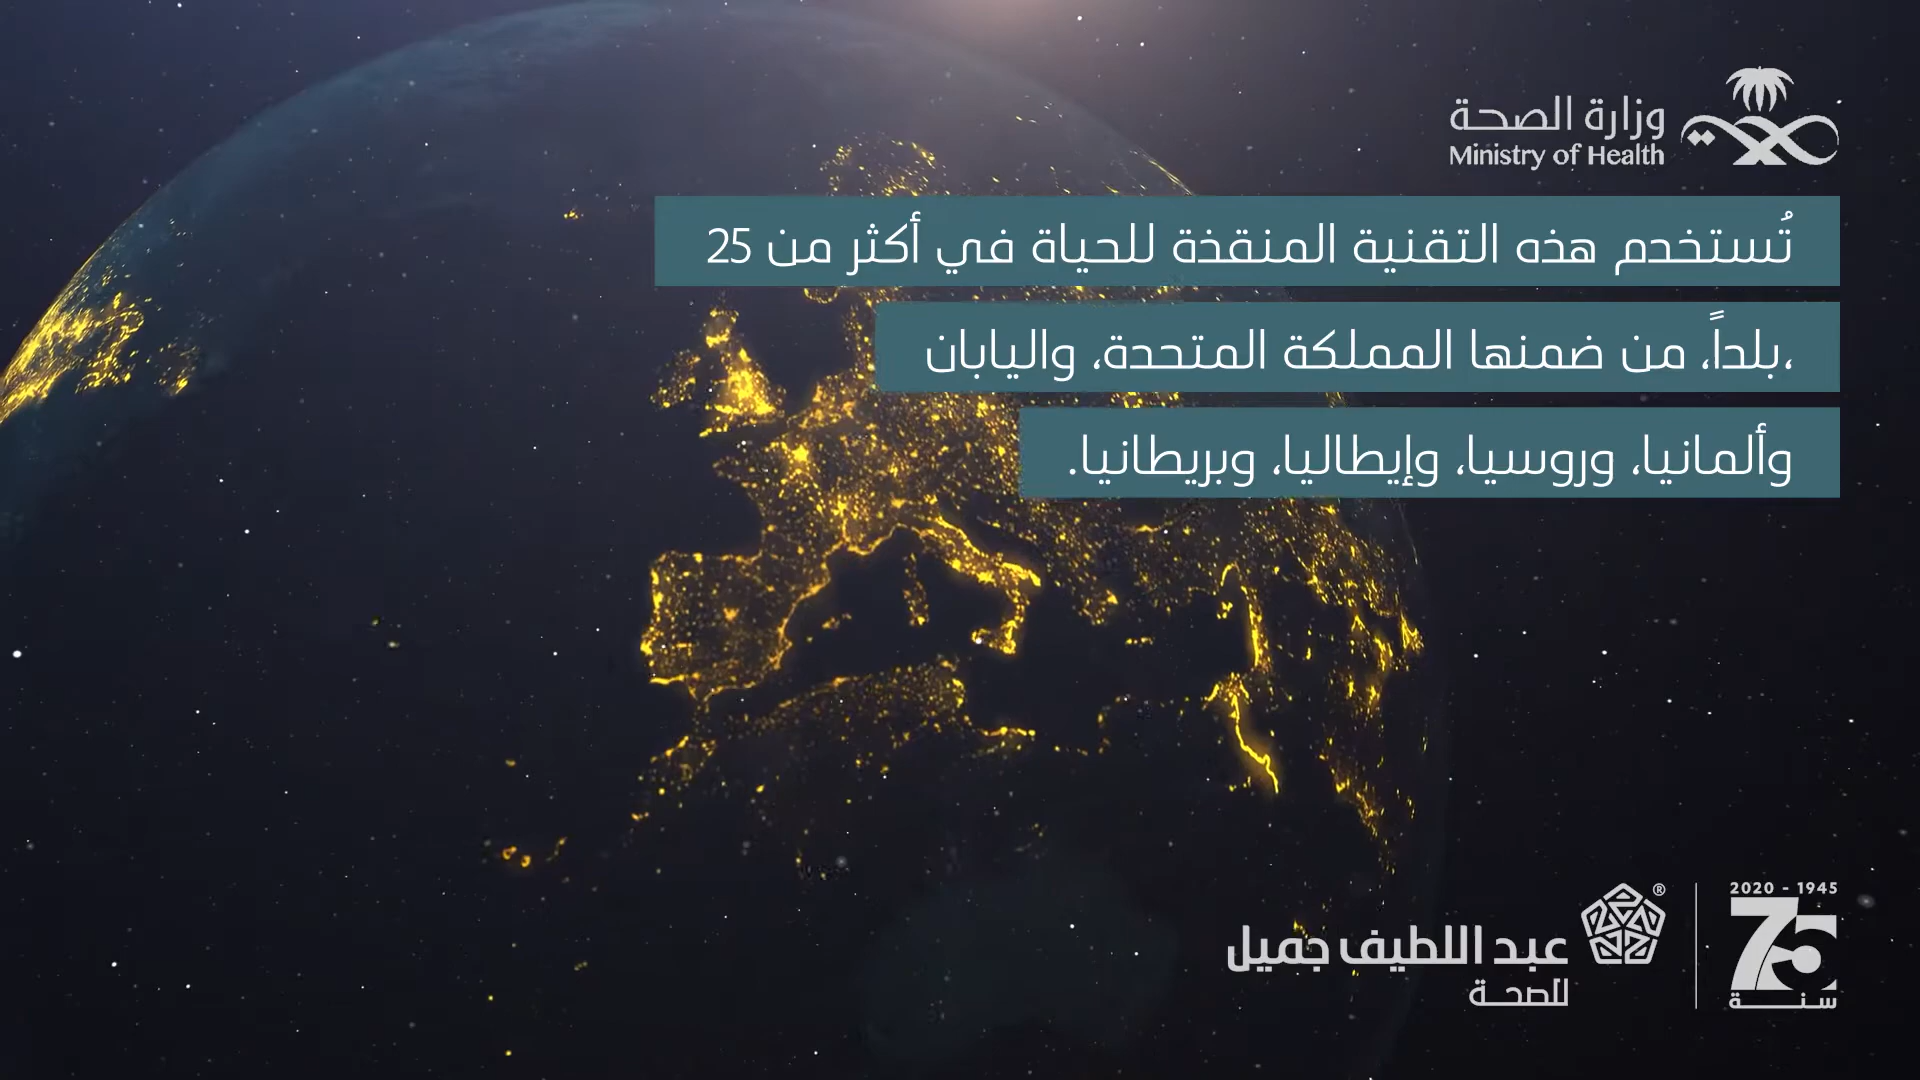 وزارة الصحة
Ministry of Health
تُستخدم هذه التقنية المنقذة للحياة في أكثر من 25
،بلداً، من ضمنها المملكة المتحدة، واليابان
وألمانيا، وروسيا، وإيطاليا، وبريطانيا.
2020 - 1945
75
سنة
®
عبد اللطيف جميل
للصحة